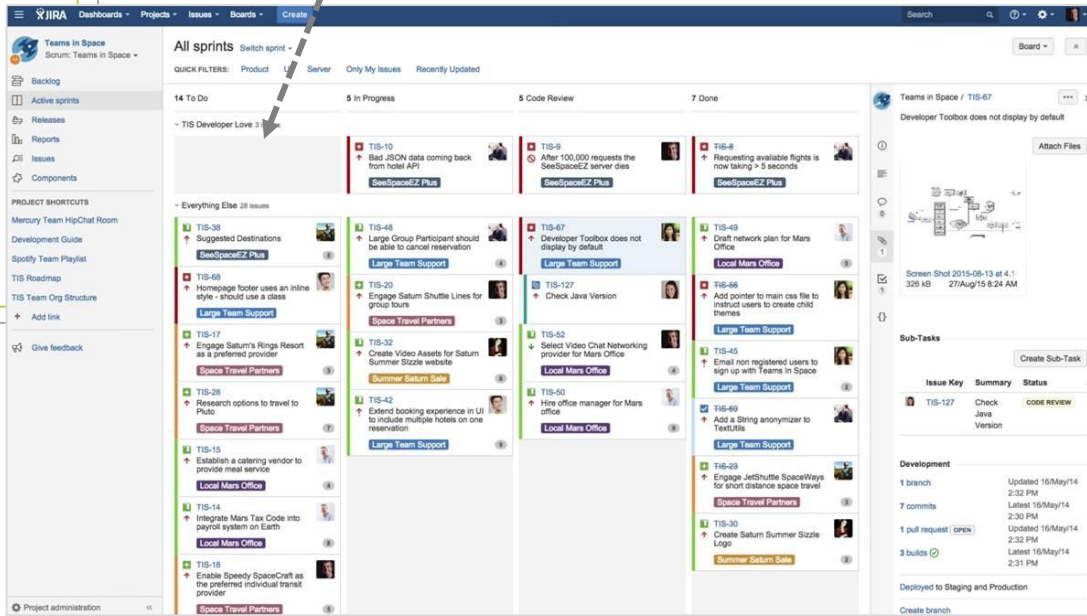 JIRA Dashboards Projects Issues Boards Create Search
Teams in Space
Scrum: Teams in Space
Backlog
Active sprints
Releases
Reports
Issues
Components
PROJECT SHORTCUTS
Mercury Team HipChat Room
Development Guide
Spotify Team Playlist
TIS Roadmap
TIS Team Org Structure
+ Add link
Give feedback
Project administration
All sprints Switch sprint
Board
QUICK FILTERS: Product Server Only My Issues Recently Updated
14 To Do
5 In Progress
5 Code Review
7 Done
TIS Developer Love 3
TIS-10
Bad JSON data coming back
from hotel API
SeeSpaceEZ Plus
TIS-9
After 100,000 requests the
SeeSpaceEZ server dies
SeeSpaceEZ Plus
TIS-8
Requesting avaliable flights is
now taking > 5 seconds
SeeSpaceEZ Plus
Everything Else 28 issues
TIS-38
Suggested Destinations
SeeSpaceEZ Plus
TIS-68
Homepage footer uses an inline
style - should use a class
Large Team Support
TIS-17
Engage Saturn's Rings Resort
as a preferred provider
Space Travel Partners 3
TIS-28
Research options to travel to
Pluto
Space Travel Partners 7
TIS-15
Establish a catering vendor to
provide meal service
Local Mars Office 4
TIS-14
Integrate Mars Tax Code into
payroll system on Earth
Local Mars Office
TIS-18
Enable Speedy SpaceCraft as
the preferred individual transit
provider
Space Travel Partners
TIS-48
Large Group Participant should
be able to cancel reservation
Large Team Support 4
TIS-20
Engage Saturn Shuttle Lines for
group tours
Space Travel Partners 3
TIS-32
Create Video Assets for Saturn
Summer Sizzle website
Summer Saturn Sale
TIS-42
Extend booking experience in UI
to include multiple hotels on one
reservation
Large Team Support
TIS-67
Developer Toolbox does not
display by default
Large Team Support
TIS-127
Check Java Version
TIS-52
Select Video Chat Networking
provider for Mars Office
Local Mars Office 4
TIS-50
Hire office manager for Mars
office
Local Mars Office
TIS-49
Draft network plan for Mars
Office
Local Mars Office
TIS-56
Add pointer to main css file to
instruct users to create child
themes
Large Team Support
TIS-45
Email non registered users to
sign up with Teams In Space
Large Team Support 2
TIS-69
Add a String anonymizer to
TextUtils
Large Team Support
TIS-23
Engage JetShuttle SpaceWays
for short distance space travel
Space Travel Partners 3
TIS-30
Create Saturn Summer Sizzle
Logo
Summer Saturn Sale 2
Teams in Space / TIS-67
Developer Toolbox does not display by default
Attach Files
0
1
1
Screen Shot 2015-08-13 at 4.1
326 kB 27/Aug/15 8:24 AM
Sub-Tasks
Create Sub-Task
Issue Key Summary Status
TIS-127 Check Java Version CODE REVIEW
Development
1 branch Updated 16/May/14 2:32 PM
7 commits Latest 16/May/14 2:30 PM
1 pull request OPEN Updated 16/May/14 2:32 PM
3 builds Latest 16/May/14 2:31 PM
Deployed to Staging and Production
Create branch